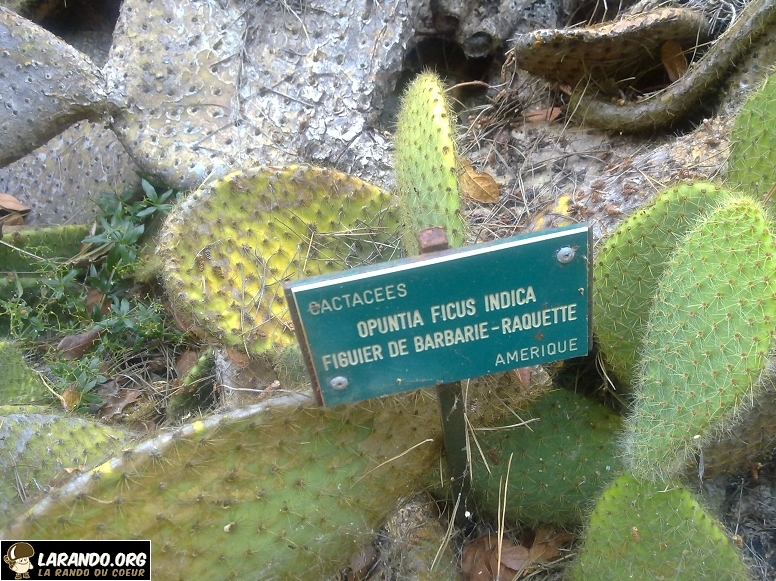 CACTACEES
OPUNTIA FICUS INDICA
FIGUIER DE BARBARIE-RAQUETTE
AMERIQUE
LARANDO.ORG
LA RANDO DU COEUR